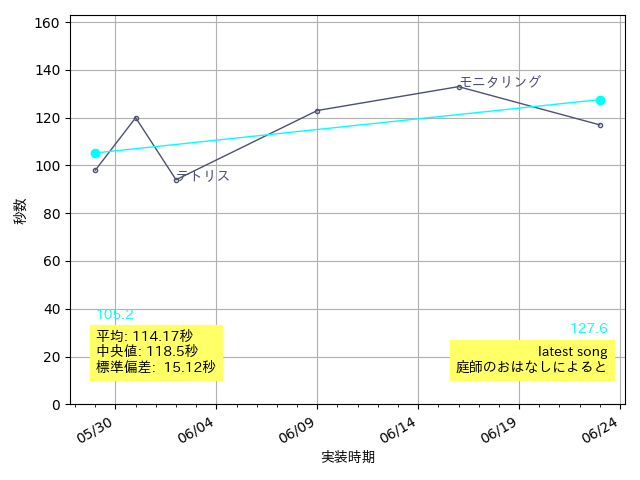 160
140
120
100
80
60
40
20
0
秒数
モニタリング
テトリス
105.2
平均: 114.17秒
中央値: 118.5秒
標準偏差: 15.12秒
127.6
latest song
庭師のおはなしによると
05/30
06/04
06/09
06/14
06/19
06/24
実装時期